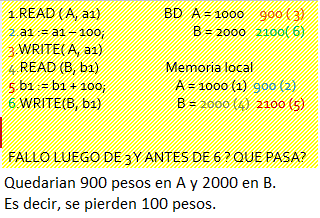 1.READ ( A, a1) BD A = 1000 900 ( 3)
2.a1 := a1 – 100; B = 2000 2100( 6)
3.WRITE( A, a1)
4.READ (B, b1) Memoria local
5.b1 := b1 + 100; A = 1000 (1) 900 (2)
6.WRITE(B, b1) B = 2000 (4) 2100 (5)
FALLO LUEGO DE 3 Y ANTES DE 6 ? QUE PASA?
Quedarian 900 pesos en A y 2000 en B.
Es decir, se pierden 100 pesos.